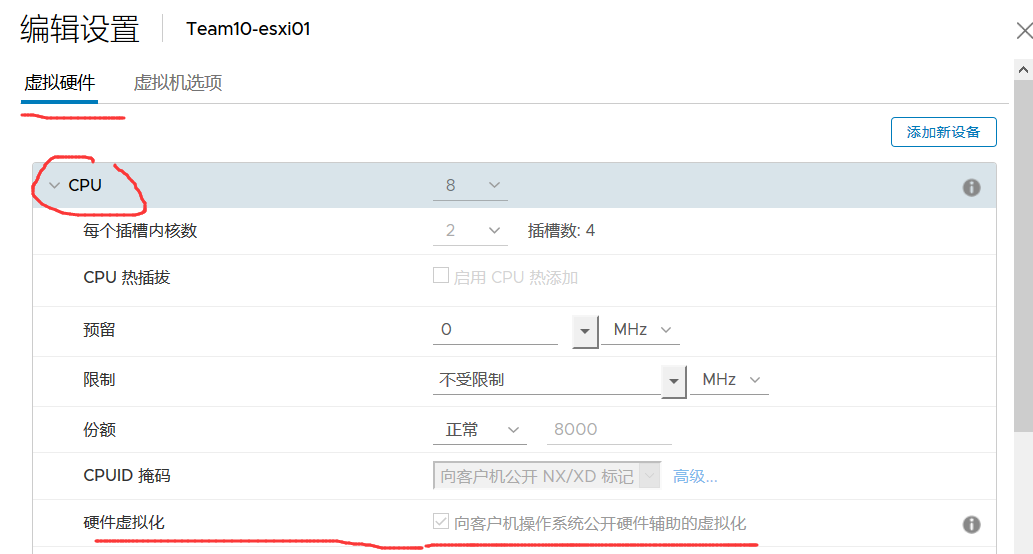 编辑设置 Team10-esxi01
虚拟硬件 虚拟机选项
添加新设备
CPU 8
每个插槽内核数 2 插槽数: 4
CPU 热插拔 启用 CPU 热添加
预留 0 MHz
限制 不受限制 MHz
份额 正常 8000
CPUID 掩码 向客户机公开 NX/XD 标记 高级...
硬件虚拟化 向客户机操作系统公开硬件辅助的虚拟化